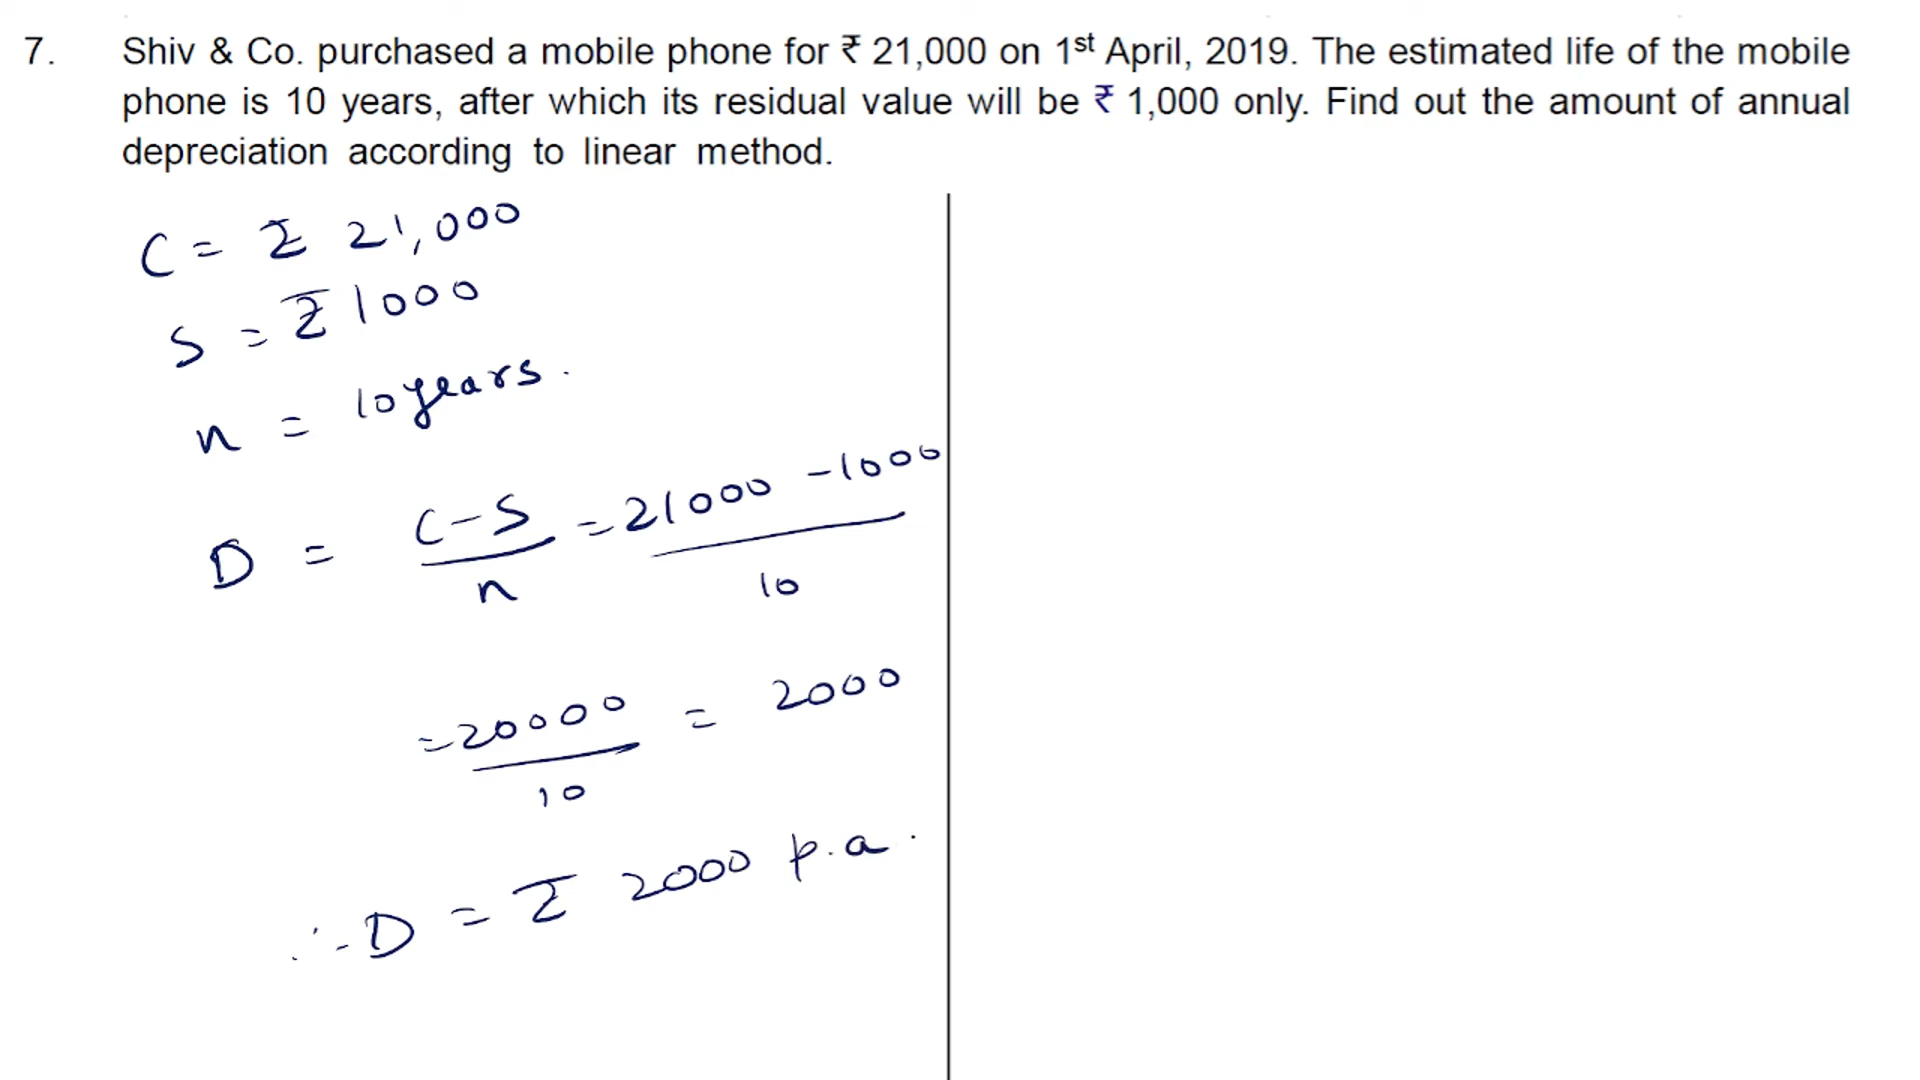 7. Shiv & Co. purchased a mobile phone for ₹ 21,000 on 1st April, 2019. The estimated life of the mobile
phone is 10 years, after which its residual value will be ₹ 1,000 only. Find out the amount of annual
depreciation according to linear method.
C = ₹ 21,000
S = ₹ 1000
n = 10 years.
D = C - S / n = 21000 - 1000 / 10
= 20000 / 10 = 2000
∴ D = ₹ 2000 p.a.